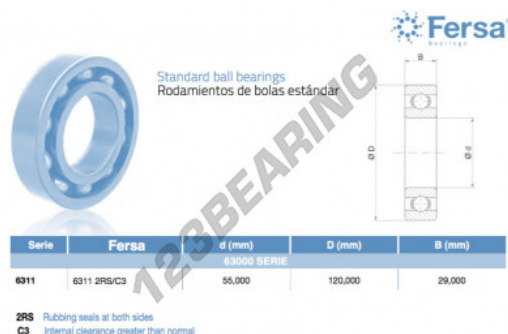 Fersa
Bearings
Standard ball bearings
Rodamientos de bolas estándar
B
Ø D
Ø d
123BEARING
Serie Fersa d (mm) D (mm) B (mm)
63000 SERIE
6311 6311 2RS/C3 55,000 120,000 29,000
2RS Rubbing seals at both sides
C3 Internal clearance greater than normal